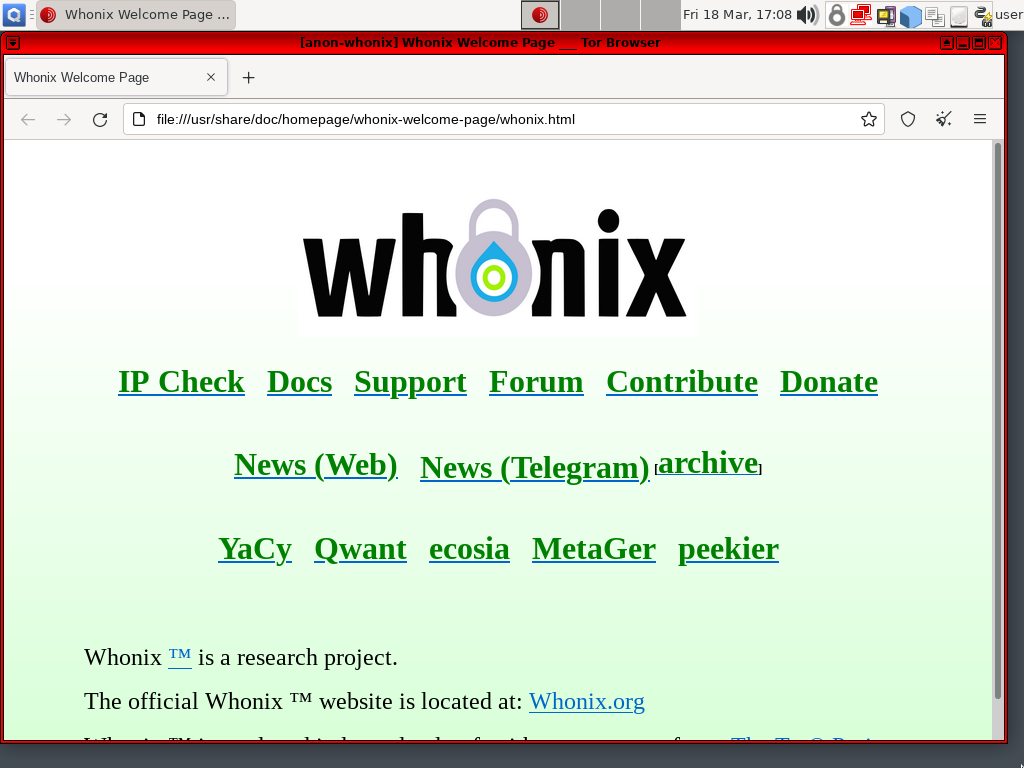 Whonix Welcome Page ...
Fri 18 Mar, 17:08
user
[anon-whonix] Whonix Welcome Page __ Tor Browser
Whonix Welcome Page
file:///usr/share/doc/homepage/whonix-welcome-page/whonix.html
whonix
IP Check Docs Support Forum Contribute Donate
News (Web) News (Telegram) [archive]
YaCy Qwant ecosia MetaGer peekier
Whonix ™ is a research project.
The official Whonix ™ website is located at: Whonix.org